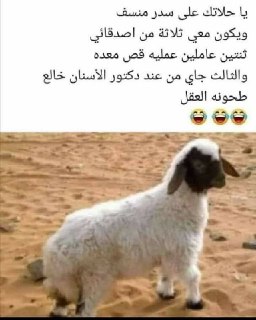 يا حلاتك على سدر منسف
ويكون معي ثلاثة من اصدقائي
ثنتين عاملين عمليه قص معده
والثالث جاي من عند دكتور الأسنان خالع
طحونه العقل
😂😂😂